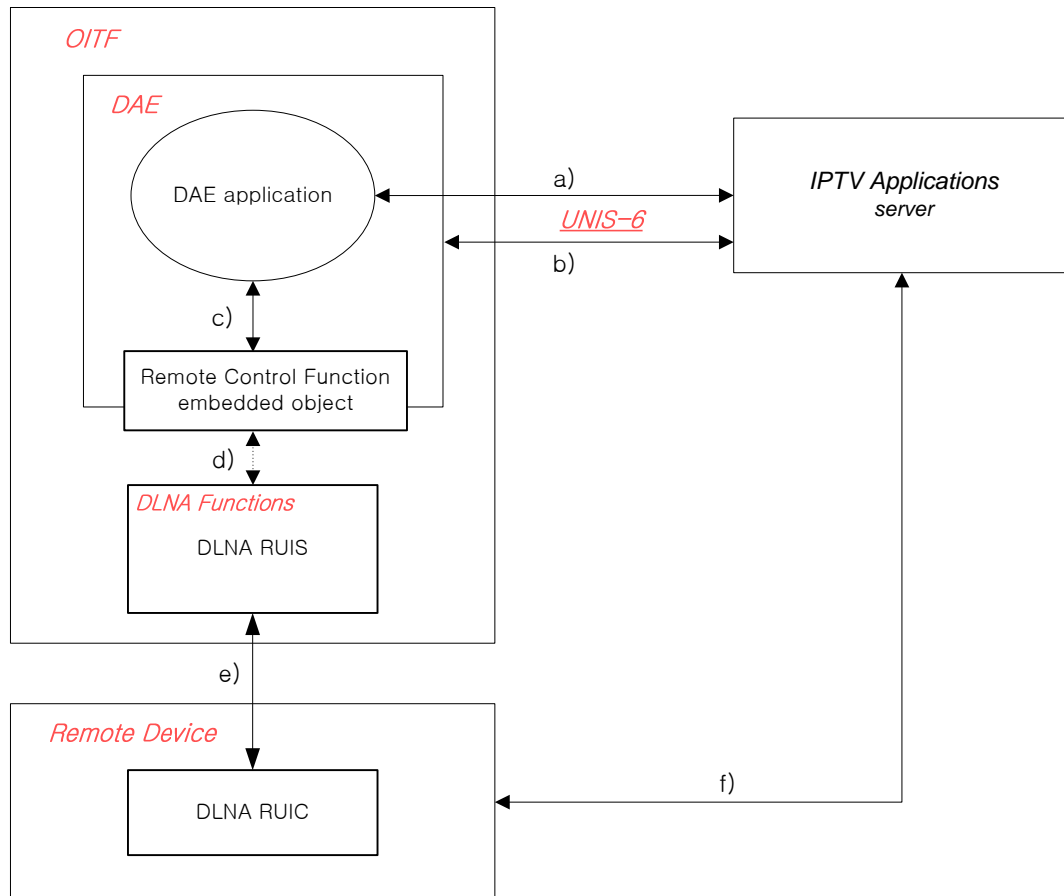 OITF
DAE
DAE application
a)
UNIS-6
b)
IPTV Applications
server
c)
Remote Control Function
embedded object
d)
DLNA Functions
DLNA RUIS
e)
Remote Device
DLNA RUIC
f)